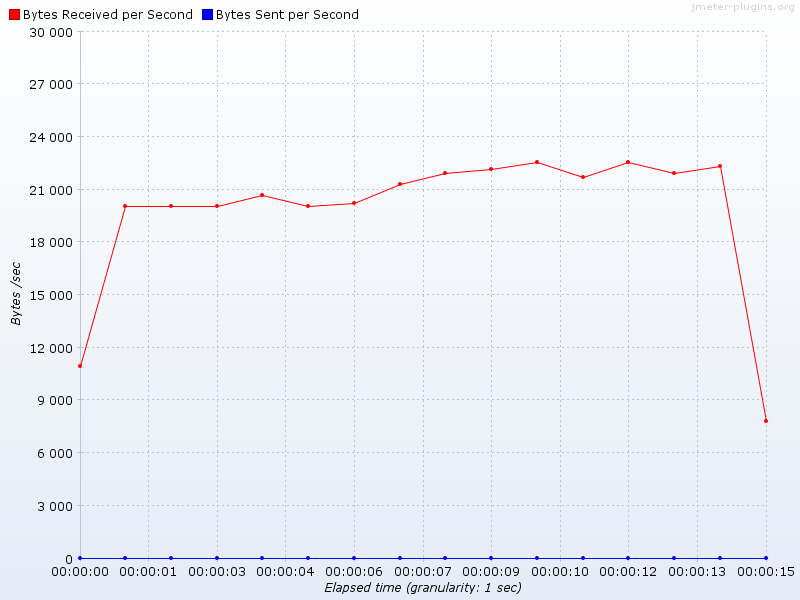 jmeter-plugins.org
Bytes Received per Second Bytes Sent per Second
30 000
27 000
24 000
21 000
18 000
15 000
12 000
9 000
6 000
3 000
0
Bytes /sec
00:00:00 00:00:01 00:00:03 00:00:04 00:00:06 00:00:07 00:00:09 00:00:10 00:00:12 00:00:13 00:00:15
Elapsed time (granularity: 1 sec)